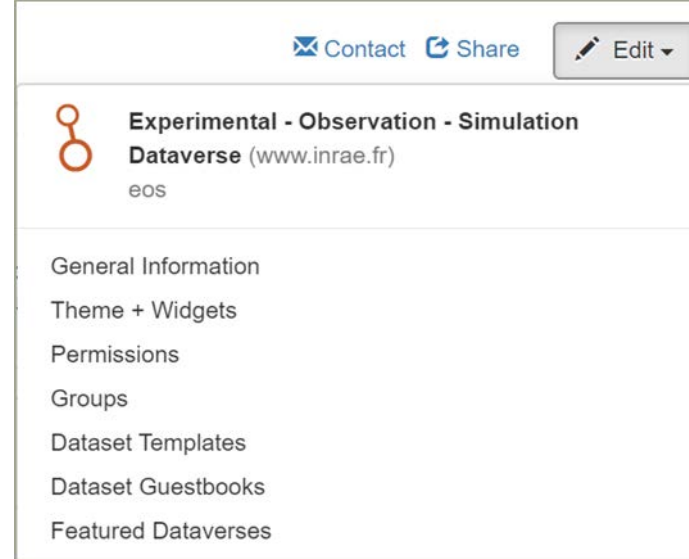 Contact Share Edit
Experimental - Observation - Simulation
Dataverse (www.inrae.fr)
eos
General Information
Theme + Widgets
Permissions
Groups
Dataset Templates
Dataset Guestbooks
Featured Dataverses